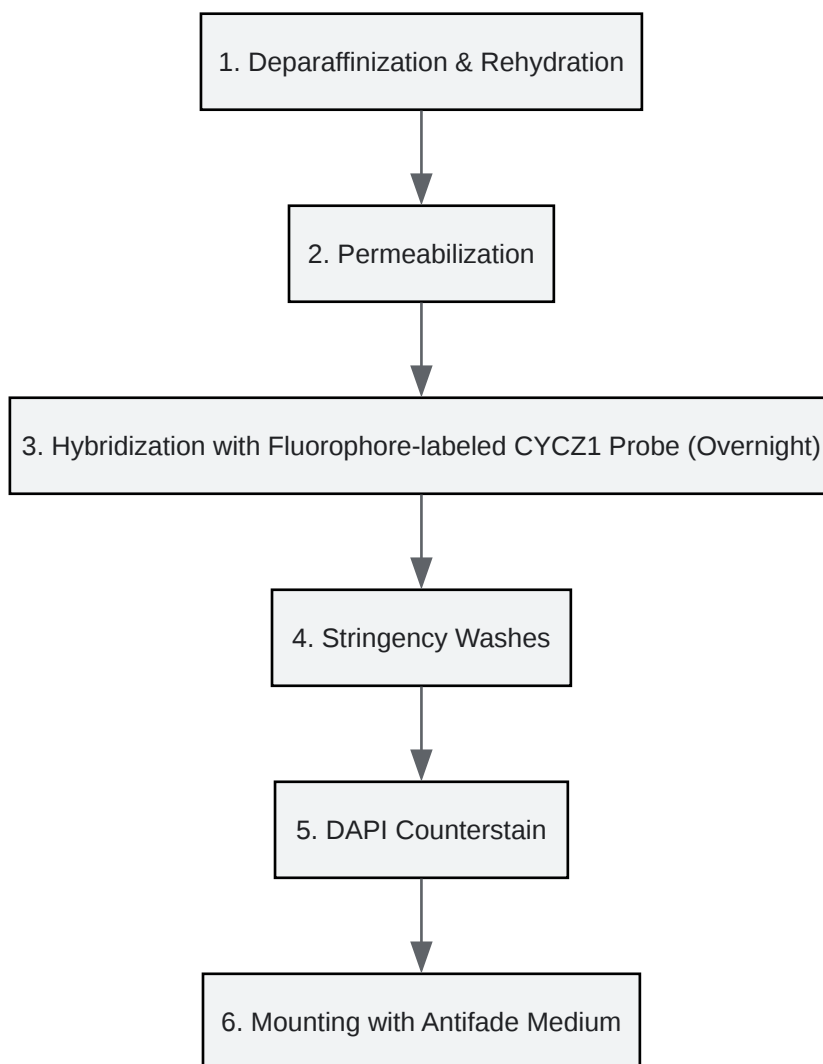 1. Deparaffinization & Rehydration
2. Permeabilization
3. Hybridization with Fluorophore-labeled CYCZ1 Probe (Overnight)
4. Stringency Washes
5. DAPI Counterstain
6. Mounting with Antifade Medium